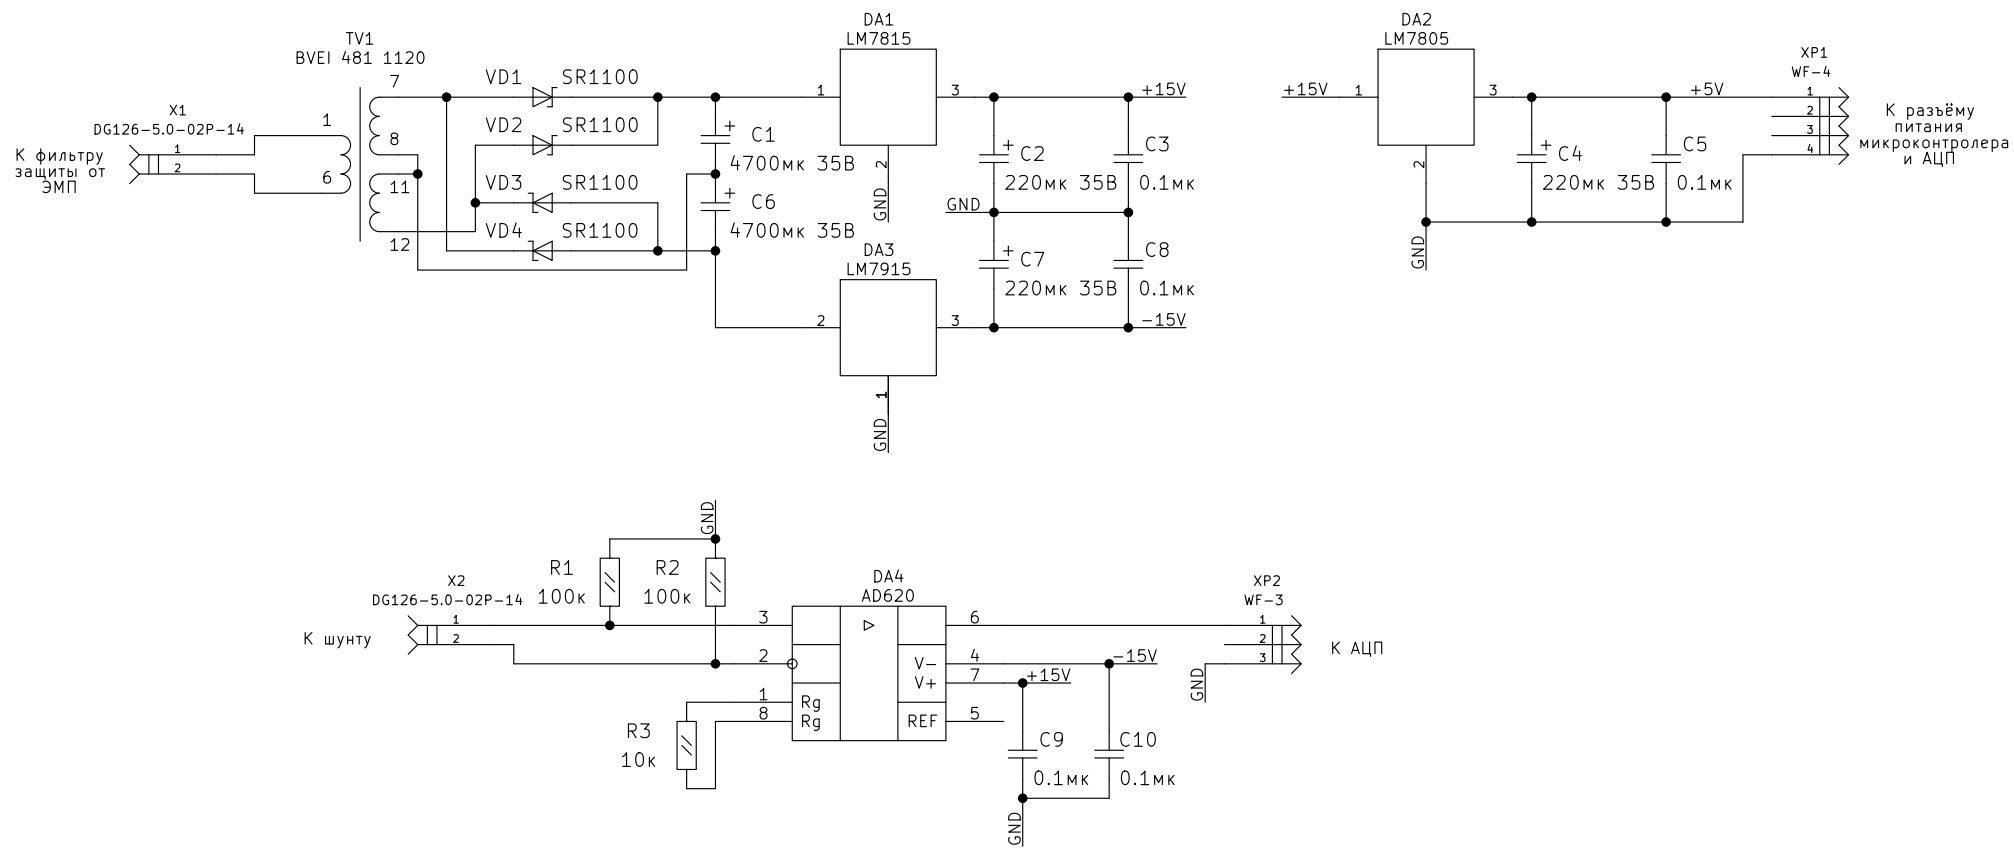 TV1
BVEI 481 1120
7
8
11
12
1
6
X1
DG126-5.0-02P-14
1
2
К фильтру
защиты от
ЭМП
VD1
SR1100
VD2
SR1100
VD3
SR1100
VD4
SR1100
+
C1
4700мк 35В
+
C6
4700мк 35В
DA1
LM7815
1
3
2
GND
+15V
+
C2
220мк 35В
C3
0.1мк
GND
+
C7
220мк 35В
C8
0.1мк
-15V
DA3
LM7915
2
3
1
GND
DA2
LM7805
+15V
1
3
2
GND
+
C4
220мк 35В
C5
0.1мк
+5V
XP1
WF-4
1
2
3
4
К разъёму
питания
микроконтролера
и АЦП
GND
R1
100к
R2
100к
X2
DG126-5.0-02P-14
1
2
К шунту
3
2
1
8
R3
10к
DA4
AD620
Rg
Rg
V-
V+
REF
6
4
7
5
-15V
+15V
C9
0.1мк
C10
0.1мк
GND
XP2
WF-3
1
2
3
GND
К АЦП